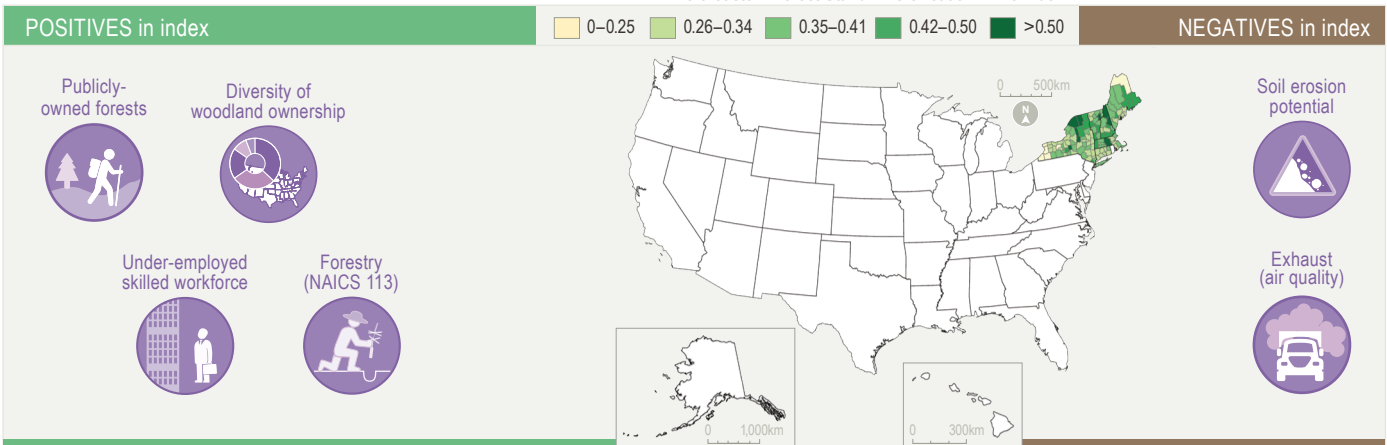 POSITIVES in index
0–0.25
0.26–0.34
0.35–0.41
0.42–0.50
>0.50
NEGATIVES in index
Publicly-
owned forests
Diversity of
woodland ownership
Under-employed
skilled workforce
Forestry
(NAICS 113)
0 500km
N
0 1,000km
0 300km
Soil erosion
potential
Exhaust
(air quality)